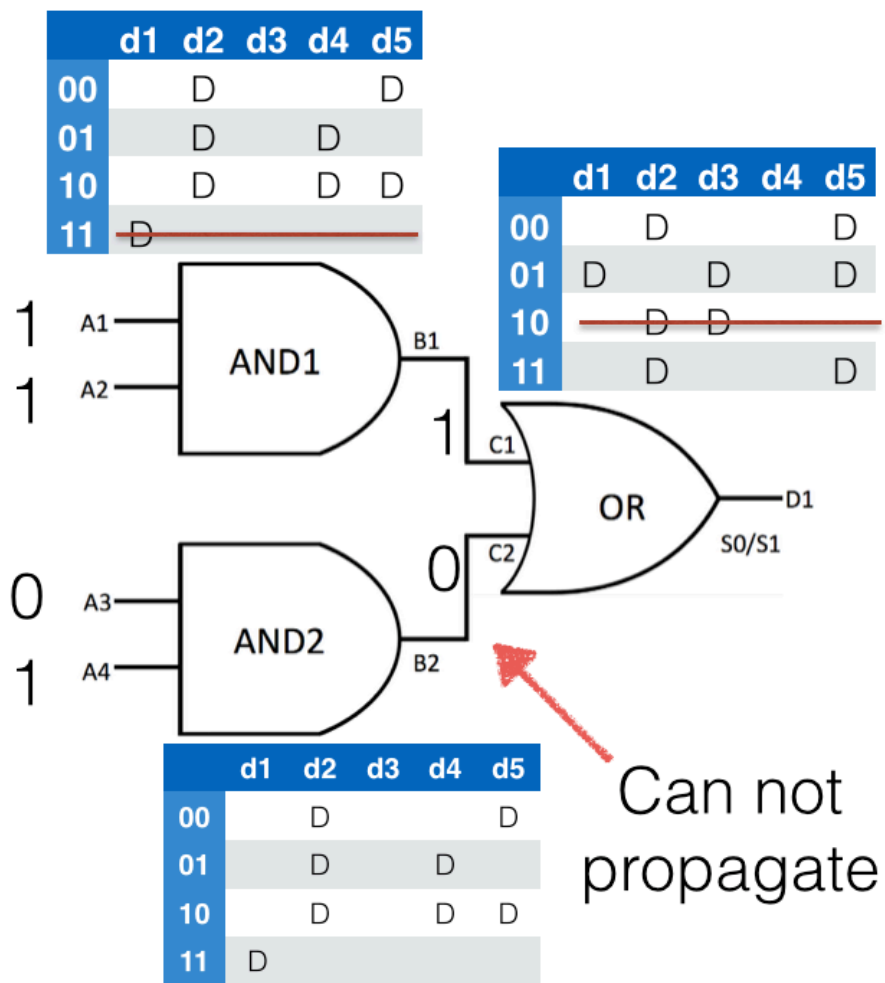 d1 d2 d3 d4 d5
00 D D
01 D D
10 D D D
11 D
d1 d2 d3 d4 d5
00 D D
01 D D D
10 D D
11 D D
1 A1
1 A2
AND1
B1
1 C1
0 C2
OR
D1
S0/S1
0 A3
1 A4
AND2
B2
Can not
propagate
d1 d2 d3 d4 d5
00 D D
01 D D
10 D D D
11 D